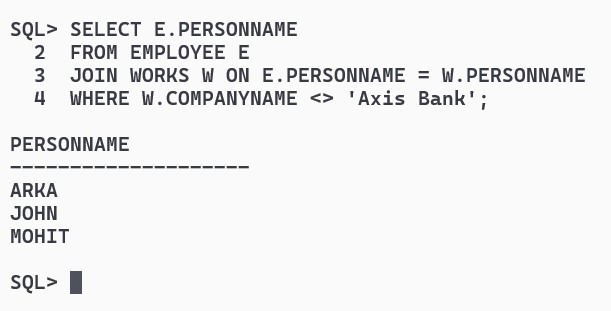 SQL> SELECT E.PERSONNAME
2 FROM EMPLOYEE E
3 JOIN WORKS W ON E.PERSONNAME = W.PERSONNAME
4 WHERE W.COMPANYNAME <> 'Axis Bank';
PERSONNAME
--------------------
ARKA
JOHN
MOHIT
SQL>